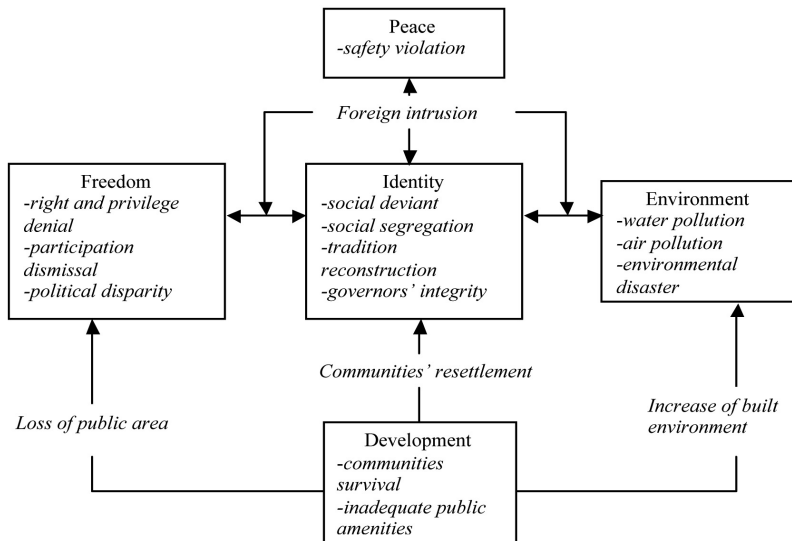 Peace
-safety violation
Foreign intrusion
Freedom
-right and privilege
denial
-participation
dismissal
-political disparity
Identity
-social deviant
-social segregation
-tradition
reconstruction
-governors’ integrity
Environment
-water pollution
-air pollution
-environmental
disaster
Communities’ resettlement
Loss of public area
Increase of built
environment
Development
-communities
survival
-inadequate public
amenities